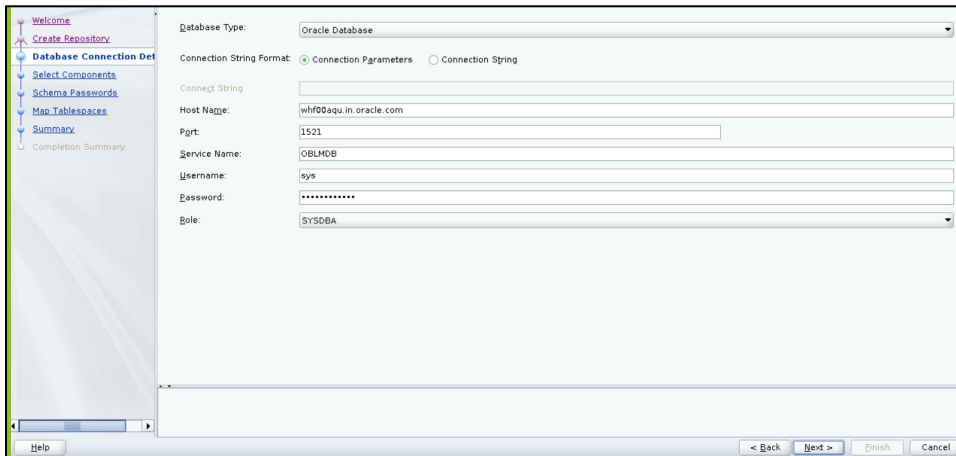 Welcome
Create Repository
Database Connection Det
Select Components
Schema Passwords
Map Tablespaces
Summary
Completion Summary
Database Type: Oracle Database
Connection String Format: Connection Parameters Connection String
Connect String
Host Name: whf00aqu.in.oracle.com
Port: 1521
Service Name: OBLMDB
Username: sys
Password: ••••••••••••
Role: SYSDBA
Help < Back Next > Finish Cancel